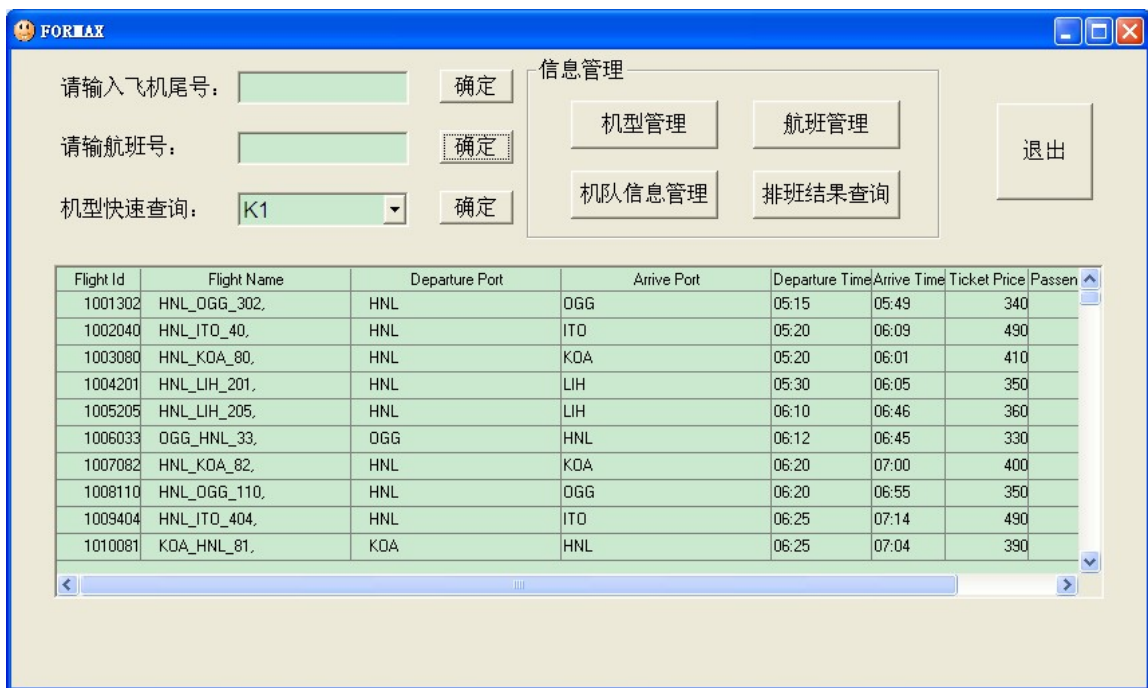 FORMAX
请输入飞机尾号： 确定
请输航班号： 确定
机型快速查询： K1 确定
信息管理
机型管理 航班管理
机队信息管理 排班结果查询
退出
Flight Id Flight Name Departure Port Arrive Port Departure Time Arrive Time Ticket Price Passen
1001302 HNL_OGG_302, HNL OGG 05:15 05:49 340
1002040 HNL_ITO_40, HNL ITO 05:20 06:09 490
1003080 HNL_KOA_80, HNL KOA 05:20 06:01 410
1004201 HNL_LIH_201, HNL LIH 05:30 06:05 350
1005205 HNL_LIH_205, HNL LIH 06:10 06:46 360
1006033 OGG_HNL_33, OGG HNL 06:12 06:45 330
1007082 HNL_KOA_82, HNL KOA 06:20 07:00 400
1008110 HNL_OGG_110, HNL OGG 06:20 06:55 350
1009404 HNL_ITO_404, HNL ITO 06:25 07:14 490
1010081 KOA_HNL_81, KOA HNL 06:25 07:04 390